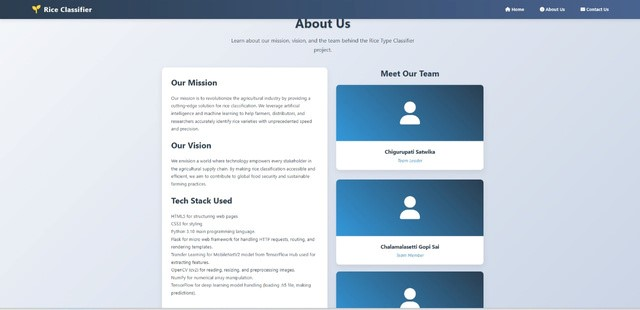 Rice Classifier
Home
About Us
Contact Us
About Us
Learn about our mission, vision, and the team behind the Rice Type Classifier
project.
Our Mission
Our mission is to revolutionize the agricultural industry by providing a
cutting-edge solution for rice classification. We leverage artificial
intelligence and machine learning to help farmers, distributors, and
researchers accurately identify rice varieties with unprecedented speed
and precision.
Our Vision
We envision a world where technology empowers every stakeholder in
the agricultural supply chain. By making rice classification accessible and
efficient, we aim to contribute to global food security and sustainable
farming practices.
Tech Stack Used
HTML5 for structuring web pages.
CSS3 for styling
Python 3.10 main programming language.
Flask for micro web framework for handling HTTP requests, routing, and
rendering templates.
Transfer Learning for MobileNetV2 model from TensorFlow Hub used for
extracting features.
OpenCV (cv2) for reading, resizing, and preprocessing images.
NumPy for numerical array manipulation.
TensorFlow for deep learning model handling (loading .h5 file, making
predictions).
Meet Our Team
Chigurupati Satwika
Team Leader
Chalamalasetti Gopi Sai
Team Member